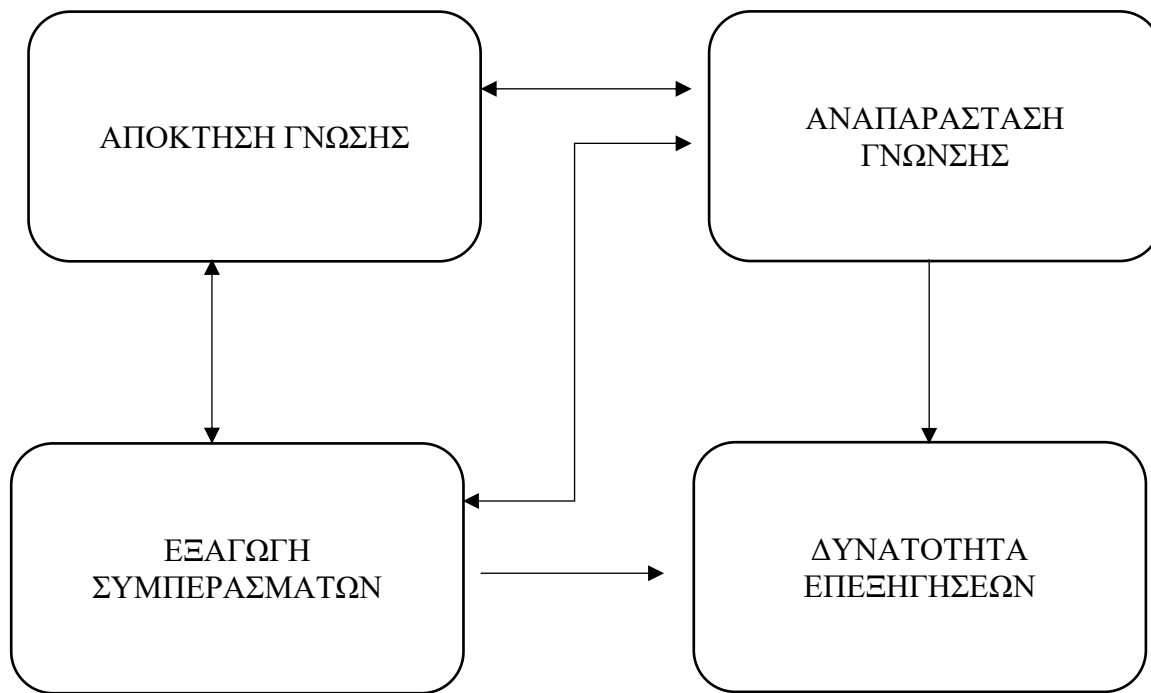 ΑΠΟΚΤΗΣΗ ΓΝΩΣΗΣ
ΑΝΑΠΑΡΑΣΤΑΣΗ
ΓΝΩΝΣΗΣ
ΕΞΑΓΩΓΗ
ΣΥΜΠΕΡΑΣΜΑΤΩΝ
ΔΥΝΑΤΟΤΗΤΑ
ΕΠΕΞΗΓΗΣΕΩΝ